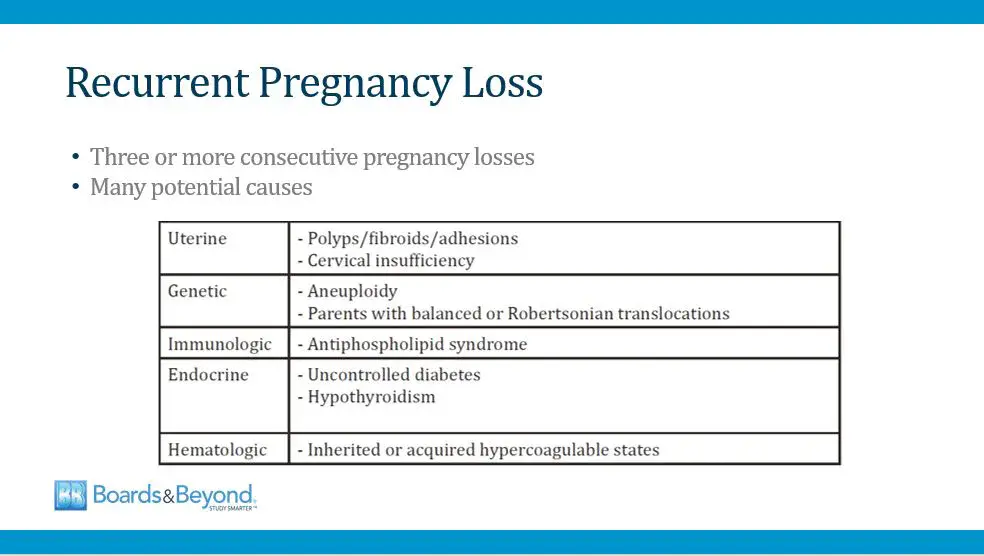 Recurrent Pregnancy Loss
• Three or more consecutive pregnancy losses
• Many potential causes
Uterine
- Polyps/fibroids/adhesions
- Cervical insufficiency
Genetic
- Aneuploidy
- Parents with balanced or Robertsonian translocations
Immunologic
- Antiphospholipid syndrome
Endocrine
- Uncontrolled diabetes
- Hypothyroidism
Hematologic
- Inherited or acquired hypercoagulable states
BB Boards&Beyond®
STUDY SMARTER™